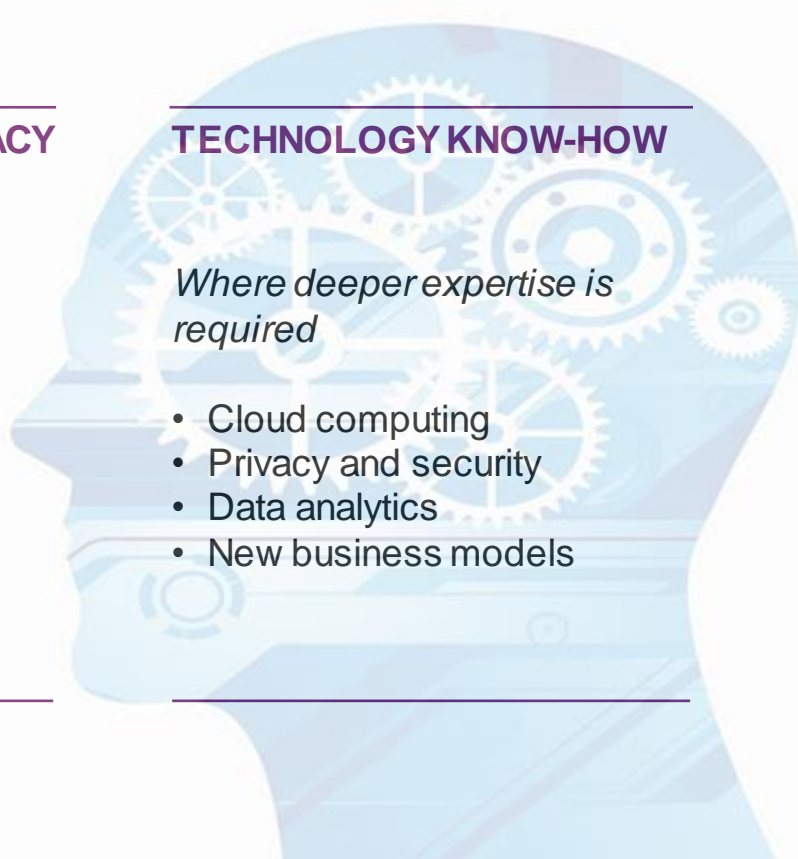 ACY
TECHNOLOGY KNOW-HOW
Where deeper expertise is
required
• Cloud computing
• Privacy and security
• Data analytics
• New business models